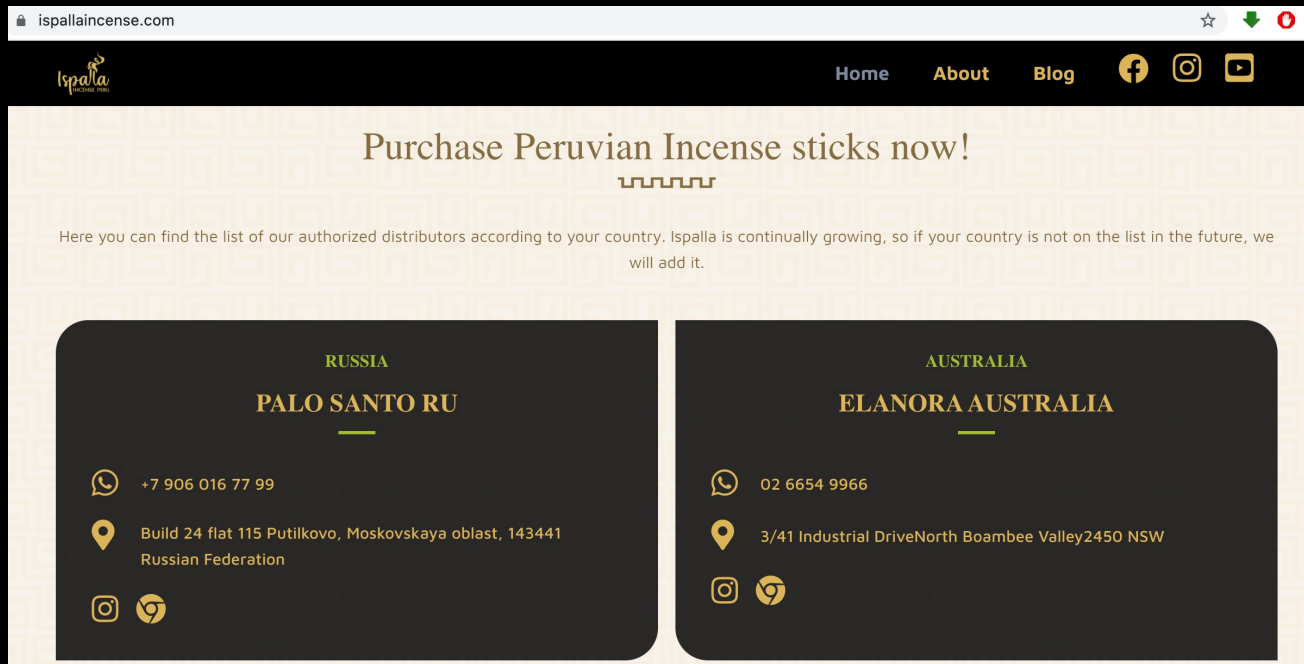 ispallaincense.com
Ispalla
INCENSE PERU
Home About Blog
Purchase Peruvian Incense sticks now!
Here you can find the list of our authorized distributors according to your country. Ispalla is continually growing, so if your country is not on the list in the future, we
will add it.
RUSSIA
PALO SANTO RU
+7 906 016 77 99
Build 24 flat 115 Putilkovo, Moskovskaya oblast, 143441
Russian Federation
AUSTRALIA
ELANORA AUSTRALIA
02 6654 9966
3/41 Industrial DriveNorth Boambee Valley2450 NSW